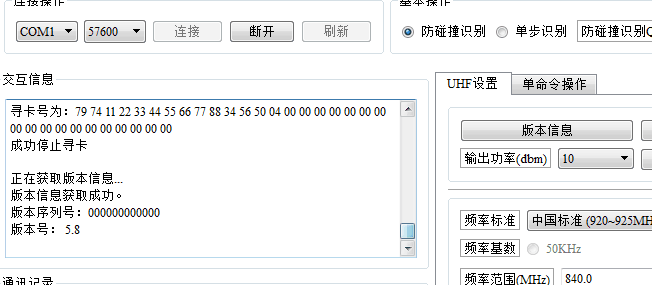 连接操作
COM1 57600 连接 断开 刷新
基本操作
防碰撞识别 单步识别 防碰撞识别Q
交互信息
寻卡号为: 79 74 11 22 33 44 55 66 77 88 34 56 50 04 00 00 00 00 00 00 00
00 00 00 00 00 00 00 00 00 00 00
成功停止寻卡
正在获取版本信息...
版本信息获取成功。
版本序列号: 000000000000
版本号: 5.8
通讯记录
UHF设置 单命令操作
版本信息
输出功率(dbm) 10
频率标准 中国标准 (920~925MH
频率基数 50KHz
频率范围(MHz) 840.0